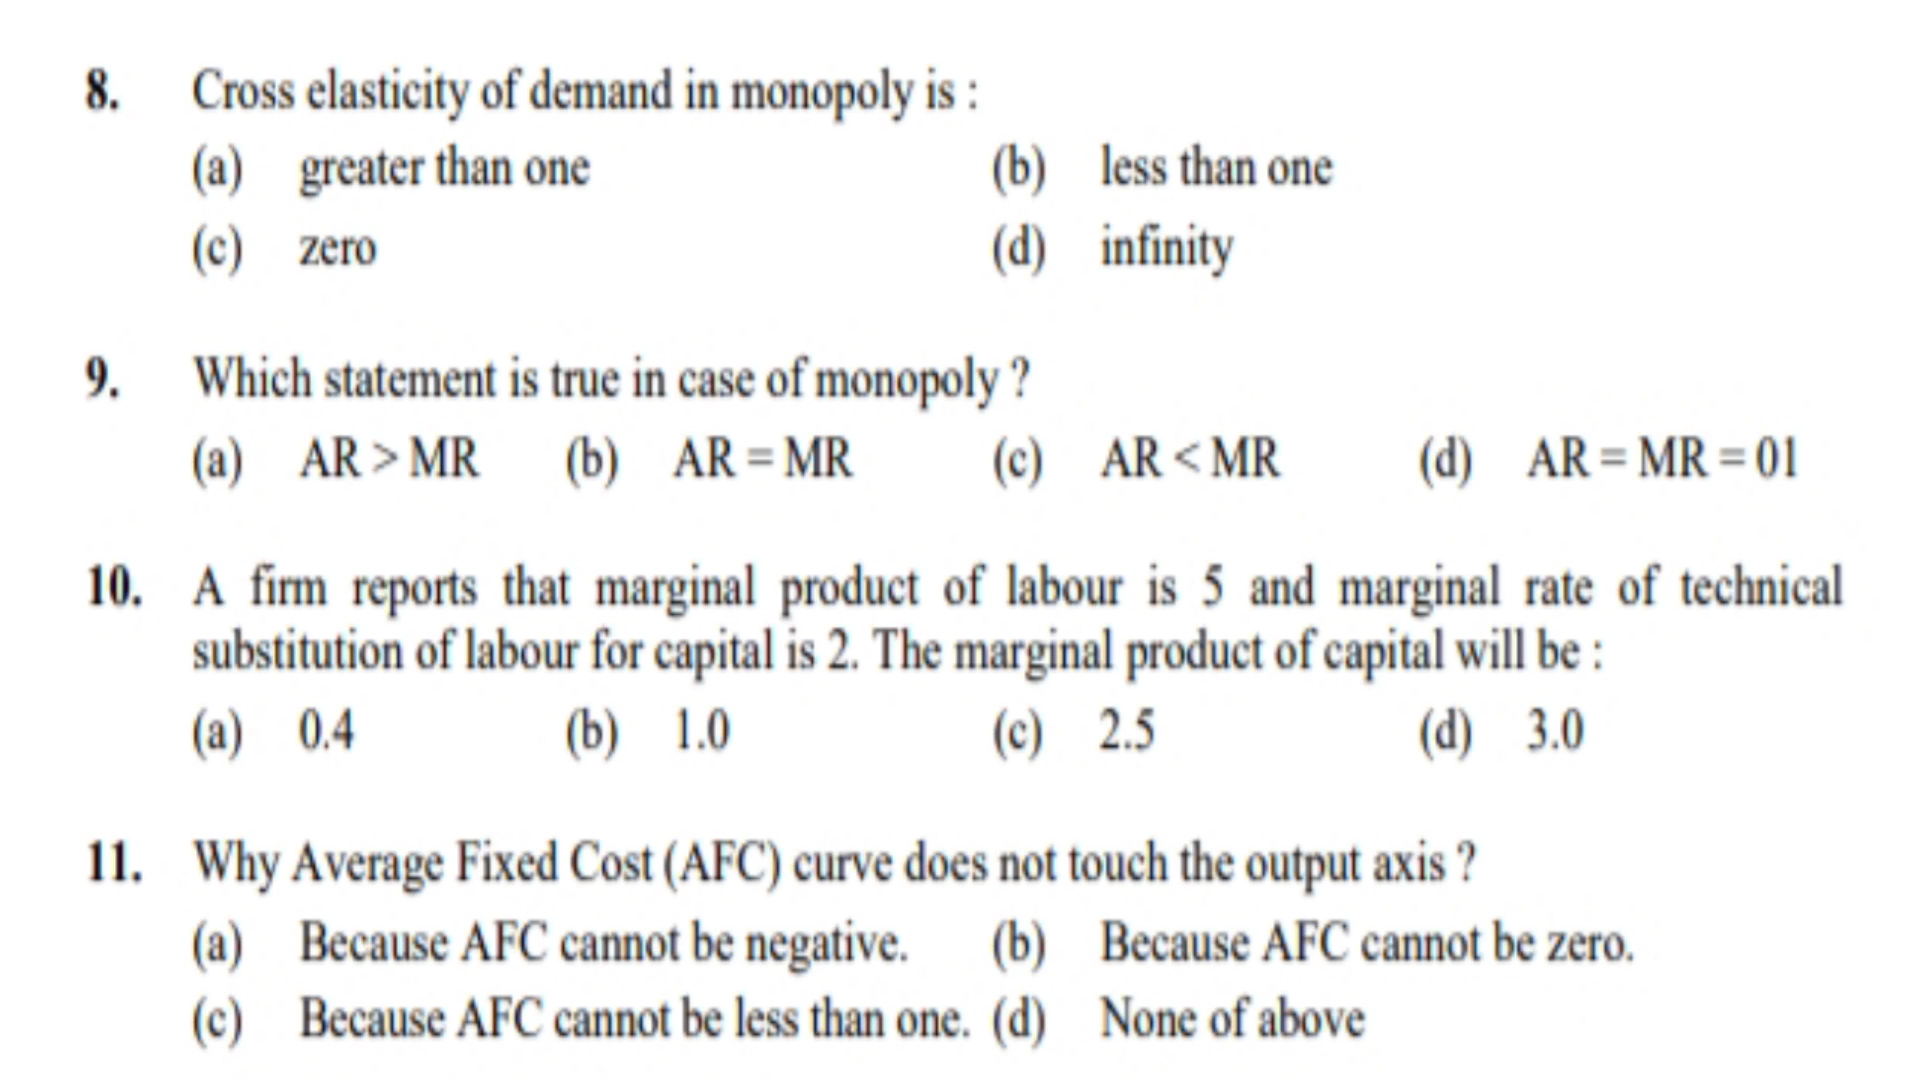 8. Cross elasticity of demand in monopoly is :
(a) greater than one (b) less than one
(c) zero (d) infinity
9. Which statement is true in case of monopoly ?
(a) AR > MR (b) AR = MR (c) AR < MR (d) AR = MR = 01
10. A firm reports that marginal product of labour is 5 and marginal rate of technical
substitution of labour for capital is 2. The marginal product of capital will be :
(a) 0.4 (b) 1.0 (c) 2.5 (d) 3.0
11. Why Average Fixed Cost (AFC) curve does not touch the output axis ?
(a) Because AFC cannot be negative. (b) Because AFC cannot be zero.
(c) Because AFC cannot be less than one. (d) None of above